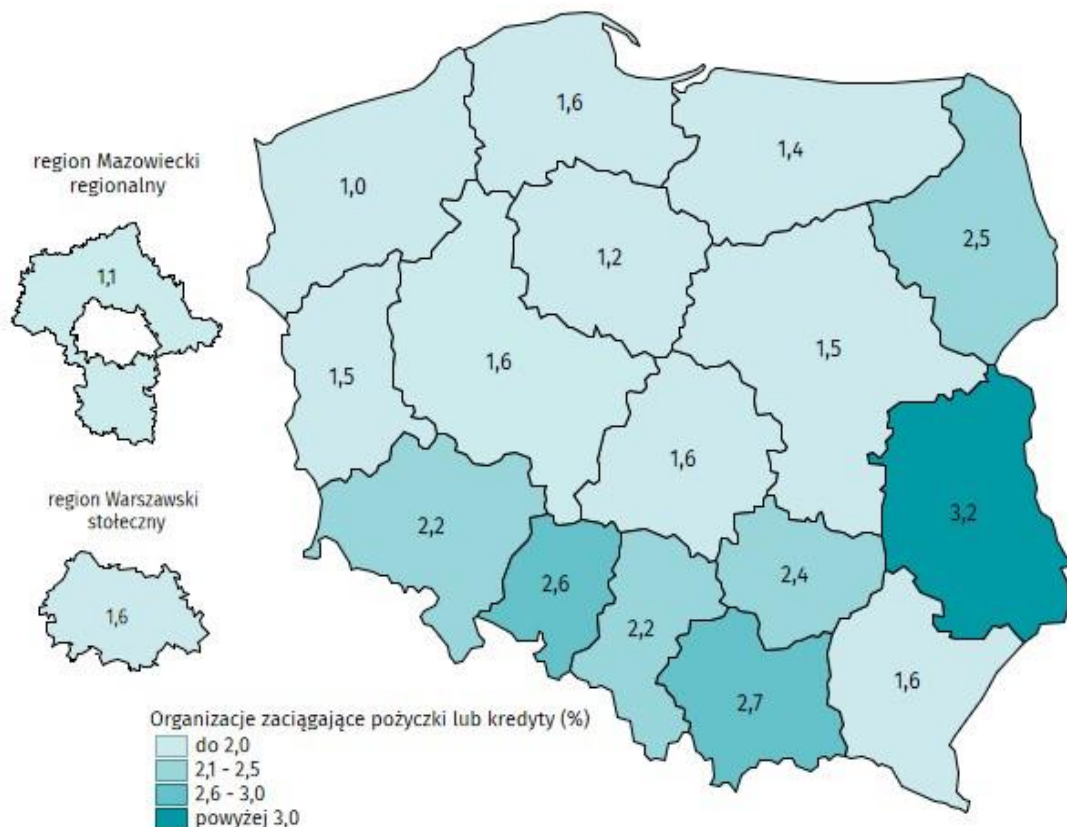 1,6
1,4
region Mazowiecki
regionalny
1,0
1,1
1,2
2,5
1,5
1,6
1,5
1,6
region Warszawski
stołeczny
2,2
3,2
2,6
2,4
1,6
2,2
1,6
2,7
Organizacje zaciągające pożyczki lub kredyty (%)
do 2,0
2,1 - 2,5
2,6 - 3,0
powyżej 3,0